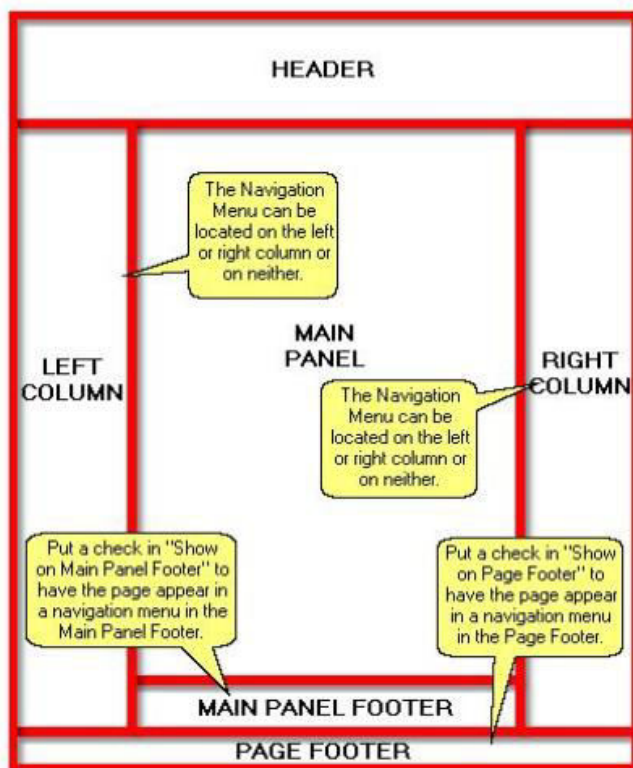 HEADER
The Navigation
Menu can be
located on the left
or right column or
on neither.
MAIN
PANEL
LEFT
COLUMN
RIGHT
COLUMN
The Navigation
Menu can be
located on the left
or right column or
on neither.
Put a check in "Show
on Main Panel Footer" to
have the page appear in
a navigation menu in the
Main Panel Footer.
Put a check in "Show
on Page Footer" to
have the page appear
in a navigation menu
in the Page Footer.
MAIN PANEL FOOTER
PAGE FOOTER